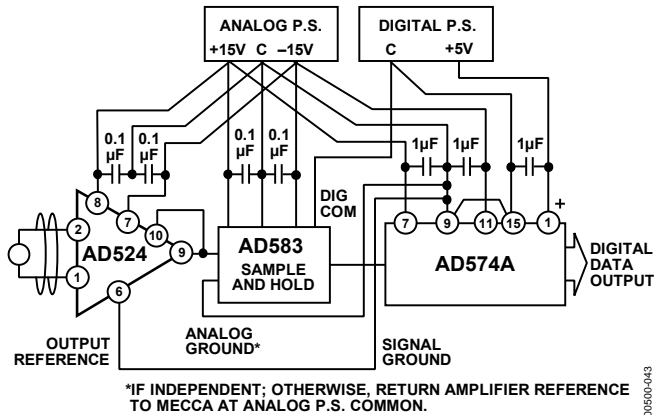 ANALOG P.S.
+15V C –15V
DIGITAL P.S.
C +5V
0.1
µF
0.1
µF
0.1
µF
0.1
µF
1µF
1µF
1µF
+
8
7
10
9
2
1
6
AD524
DIG
COM
AD583
SAMPLE
AND HOLD
7
9
11
15
1
AD574A
DIGITAL
DATA
OUTPUT
OUTPUT
REFERENCE
ANALOG
GROUND*
SIGNAL
GROUND
*IF INDEPENDENT; OTHERWISE, RETURN AMPLIFIER REFERENCE
TO MECCA AT ANALOG P.S. COMMON.
00500-043